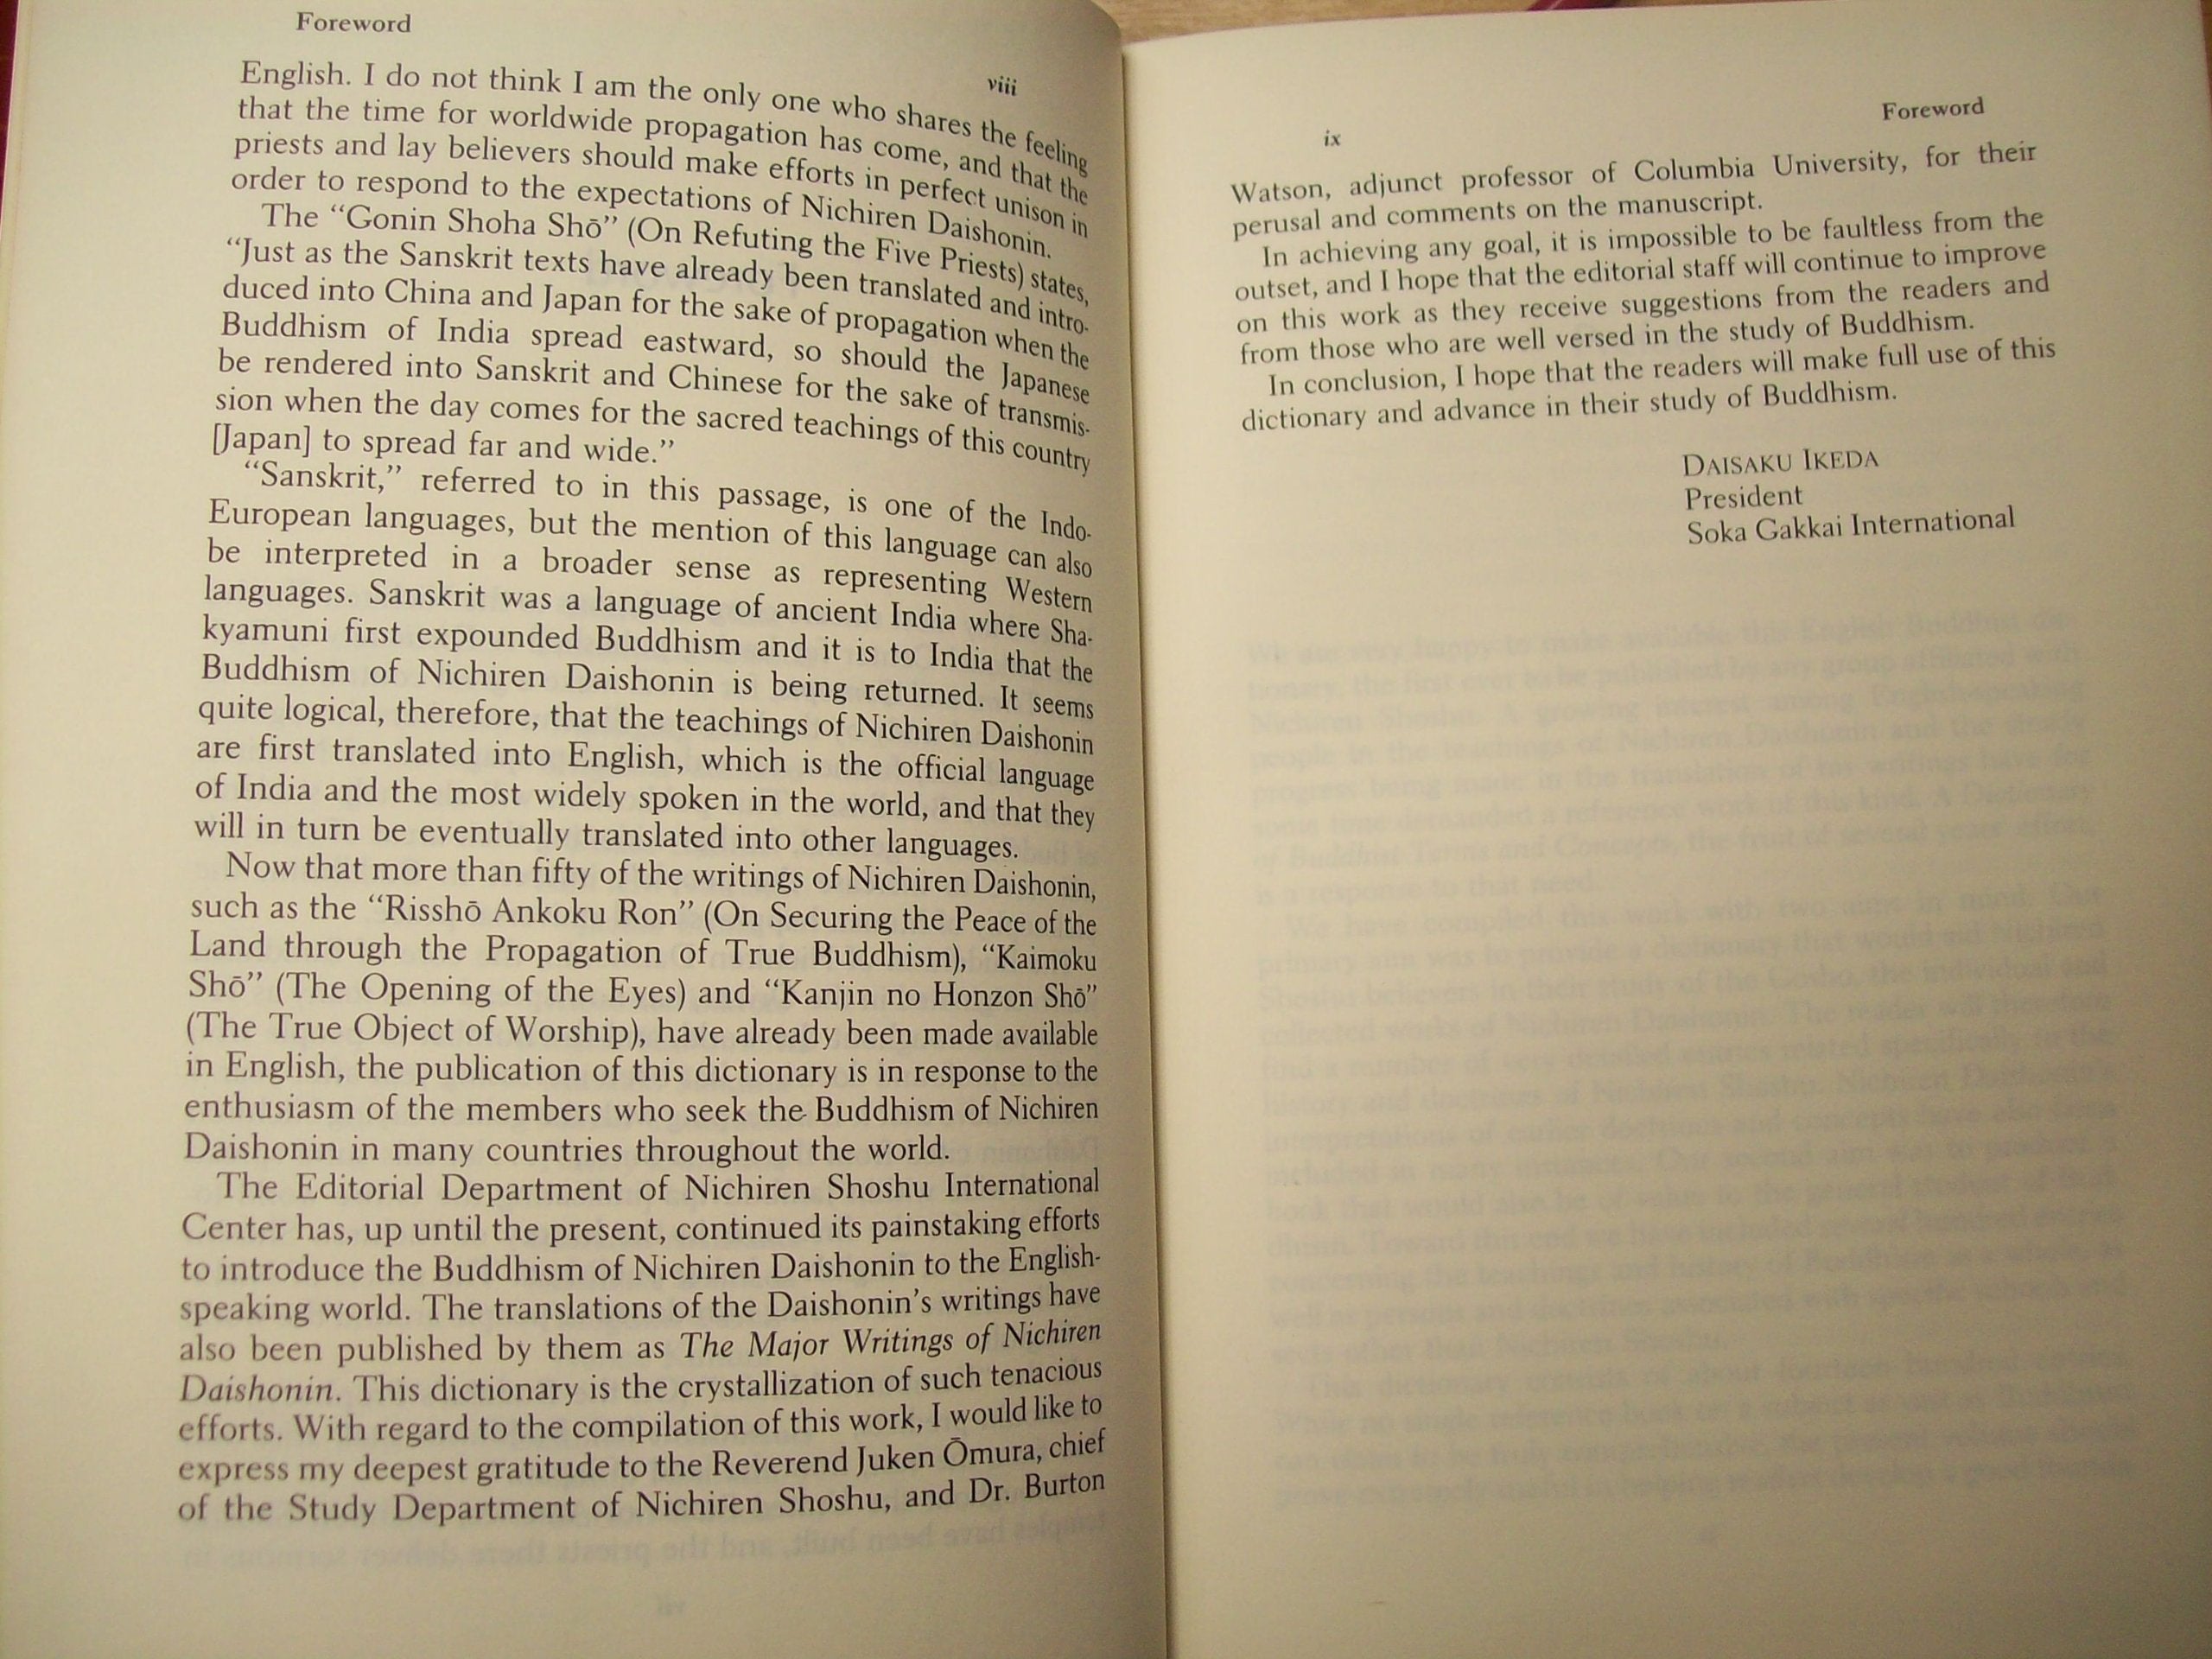 Foreword
viii
English. I do not think I am the only one who shares the feeling
that the time for worldwide propagation has come, and that the
priests and lay believers should make efforts in perfect unison in
order to respond to the expectations of Nichiren Daishonin.
The “Gonin Shoha Shō” (On Refuting the Five Priests) states,
“Just as the Sanskrit texts have already been translated and intro-
duced into China and Japan for the sake of propagation when the
Buddhism of India spread eastward, so should the Japanese
be rendered into Sanskrit and Chinese for the sake of transmis-
sion when the day comes for the sacred teachings of this country
[Japan] to spread far and wide.”
“Sanskrit,” referred to in this passage, is one of the Indo-
European languages, but the mention of this language can also
be interpreted in a broader sense as representing Western
languages. Sanskrit was a language of ancient India where Sha-
kyamuni first expounded Buddhism and it is to India that the
Buddhism of Nichiren Daishonin is being returned. It seems
quite logical, therefore, that the teachings of Nichiren Daishonin
are first translated into English, which is the official language
of India and the most widely spoken in the world, and that they
will in turn be eventually translated into other languages.
Now that more than fifty of the writings of Nichiren Daishonin,
such as the “Risshō Ankoku Ron” (On Securing the Peace of the
Land through the Propagation of True Buddhism), “Kaimoku
Shō” (The Opening of the Eyes) and “Kanjin no Honzon Shō”
(The True Object of Worship), have already been made available
in English, the publication of this dictionary is in response to the
enthusiasm of the members who seek the Buddhism of Nichiren
Daishonin in many countries throughout the world.
The Editorial Department of Nichiren Shoshu International
Center has, up until the present, continued its painstaking efforts
to introduce the Buddhism of Nichiren Daishonin to the English-
speaking world. The translations of the Daishonin’s writings have
also been published by them as The Major Writings of Nichiren
Daishonin. This dictionary is the crystallization of such tenacious
efforts. With regard to the compilation of this work, I would like to
express my deepest gratitude to the Reverend Juken Ōmura, chief
of the Study Department of Nichiren Shoshu, and Dr. Burton
ix
Foreword
Watson, adjunct professor of Columbia University, for their
perusal and comments on the manuscript.
In achieving any goal, it is impossible to be faultless from the
outset, and I hope that the editorial staff will continue to improve
on this work as they receive suggestions from the readers and
from those who are well versed in the study of Buddhism.
In conclusion, I hope that the readers will make full use of this
dictionary and advance in their study of Buddhism.
DAISAKU IKEDA
President
Soka Gakkai International